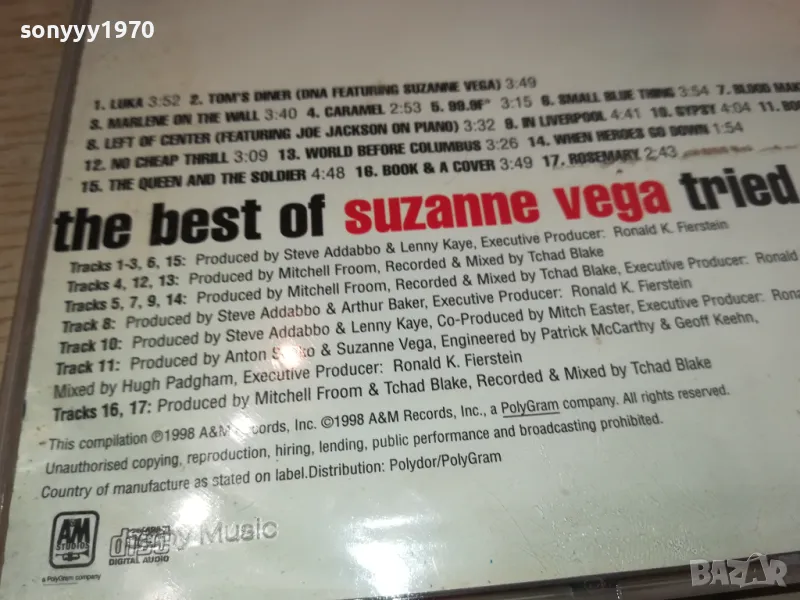 sonyyy1970
1. LUKA 3:52 2. TOM'S DINER (DNA FEATURING SUZANNE VEGA) 3:49
3. MARLENE ON THE WALL 3:40 4. CARAMEL 2:53 5. 99.9F° 3:15 6. SMALL BLUE THING 3:54 7. BLOOD MAK
8. LEFT OF CENTER (FEATURING JOE JACKSON ON PIANO) 3:32 9. IN LIVERPOOL 4:41 10. GYPSY 4:04 11. BOO
12. NO CHEAP THRILL 3:09 13. WORLD BEFORE COLUMBUS 3:26 14. WHEN HEROES GO DOWN 1:54
15. THE QUEEN AND THE SOLDIER 4:48 16. BOOK & A COVER 3:49 17. ROSEMARY 2:43
the best of suzanne vega tried
Tracks 1-3, 6, 15: Produced by Steve Addabbo & Lenny Kaye, Executive Producer: Ronald K. Fierstein
Tracks 4, 12, 13: Produced by Mitchell Froom, Recorded & Mixed by Tchad Blake
Tracks 5, 7, 9, 14: Produced by Mitchell Froom, Recorded & Mixed by Tchad Blake, Executive Producer: Ronald
Track 8: Produced by Steve Addabbo & Arthur Baker, Executive Producer: Ronald K. Fierstein
Track 10: Produced by Steve Addabbo & Lenny Kaye, Co-Produced by Mitch Easter, Executive Producer: Rona
Track 11: Produced by Anton & Suzanne Vega, Engineered by Patrick McCarthy & Geoff Keehn,
Mixed by Hugh Padgham, Executive Producer: Ronald K. Fierstein
Tracks 16, 17: Produced by Mitchell Froom & Tchad Blake, Recorded & Mixed by Tchad Blake
This compilation ℗1998 A&M Records, Inc. ©1998 A&M Records, Inc., a PolyGram company. All rights reserved.
Unauthorised copying, reproduction, hiring, lending, public performance and broadcasting prohibited.
Country of manufacture as stated on label.Distribution: Polydor/PolyGram
A&M
STUDIOS
a PolyGram company
disc
DIGITAL AUDIO
Music
BAZAR
.bg